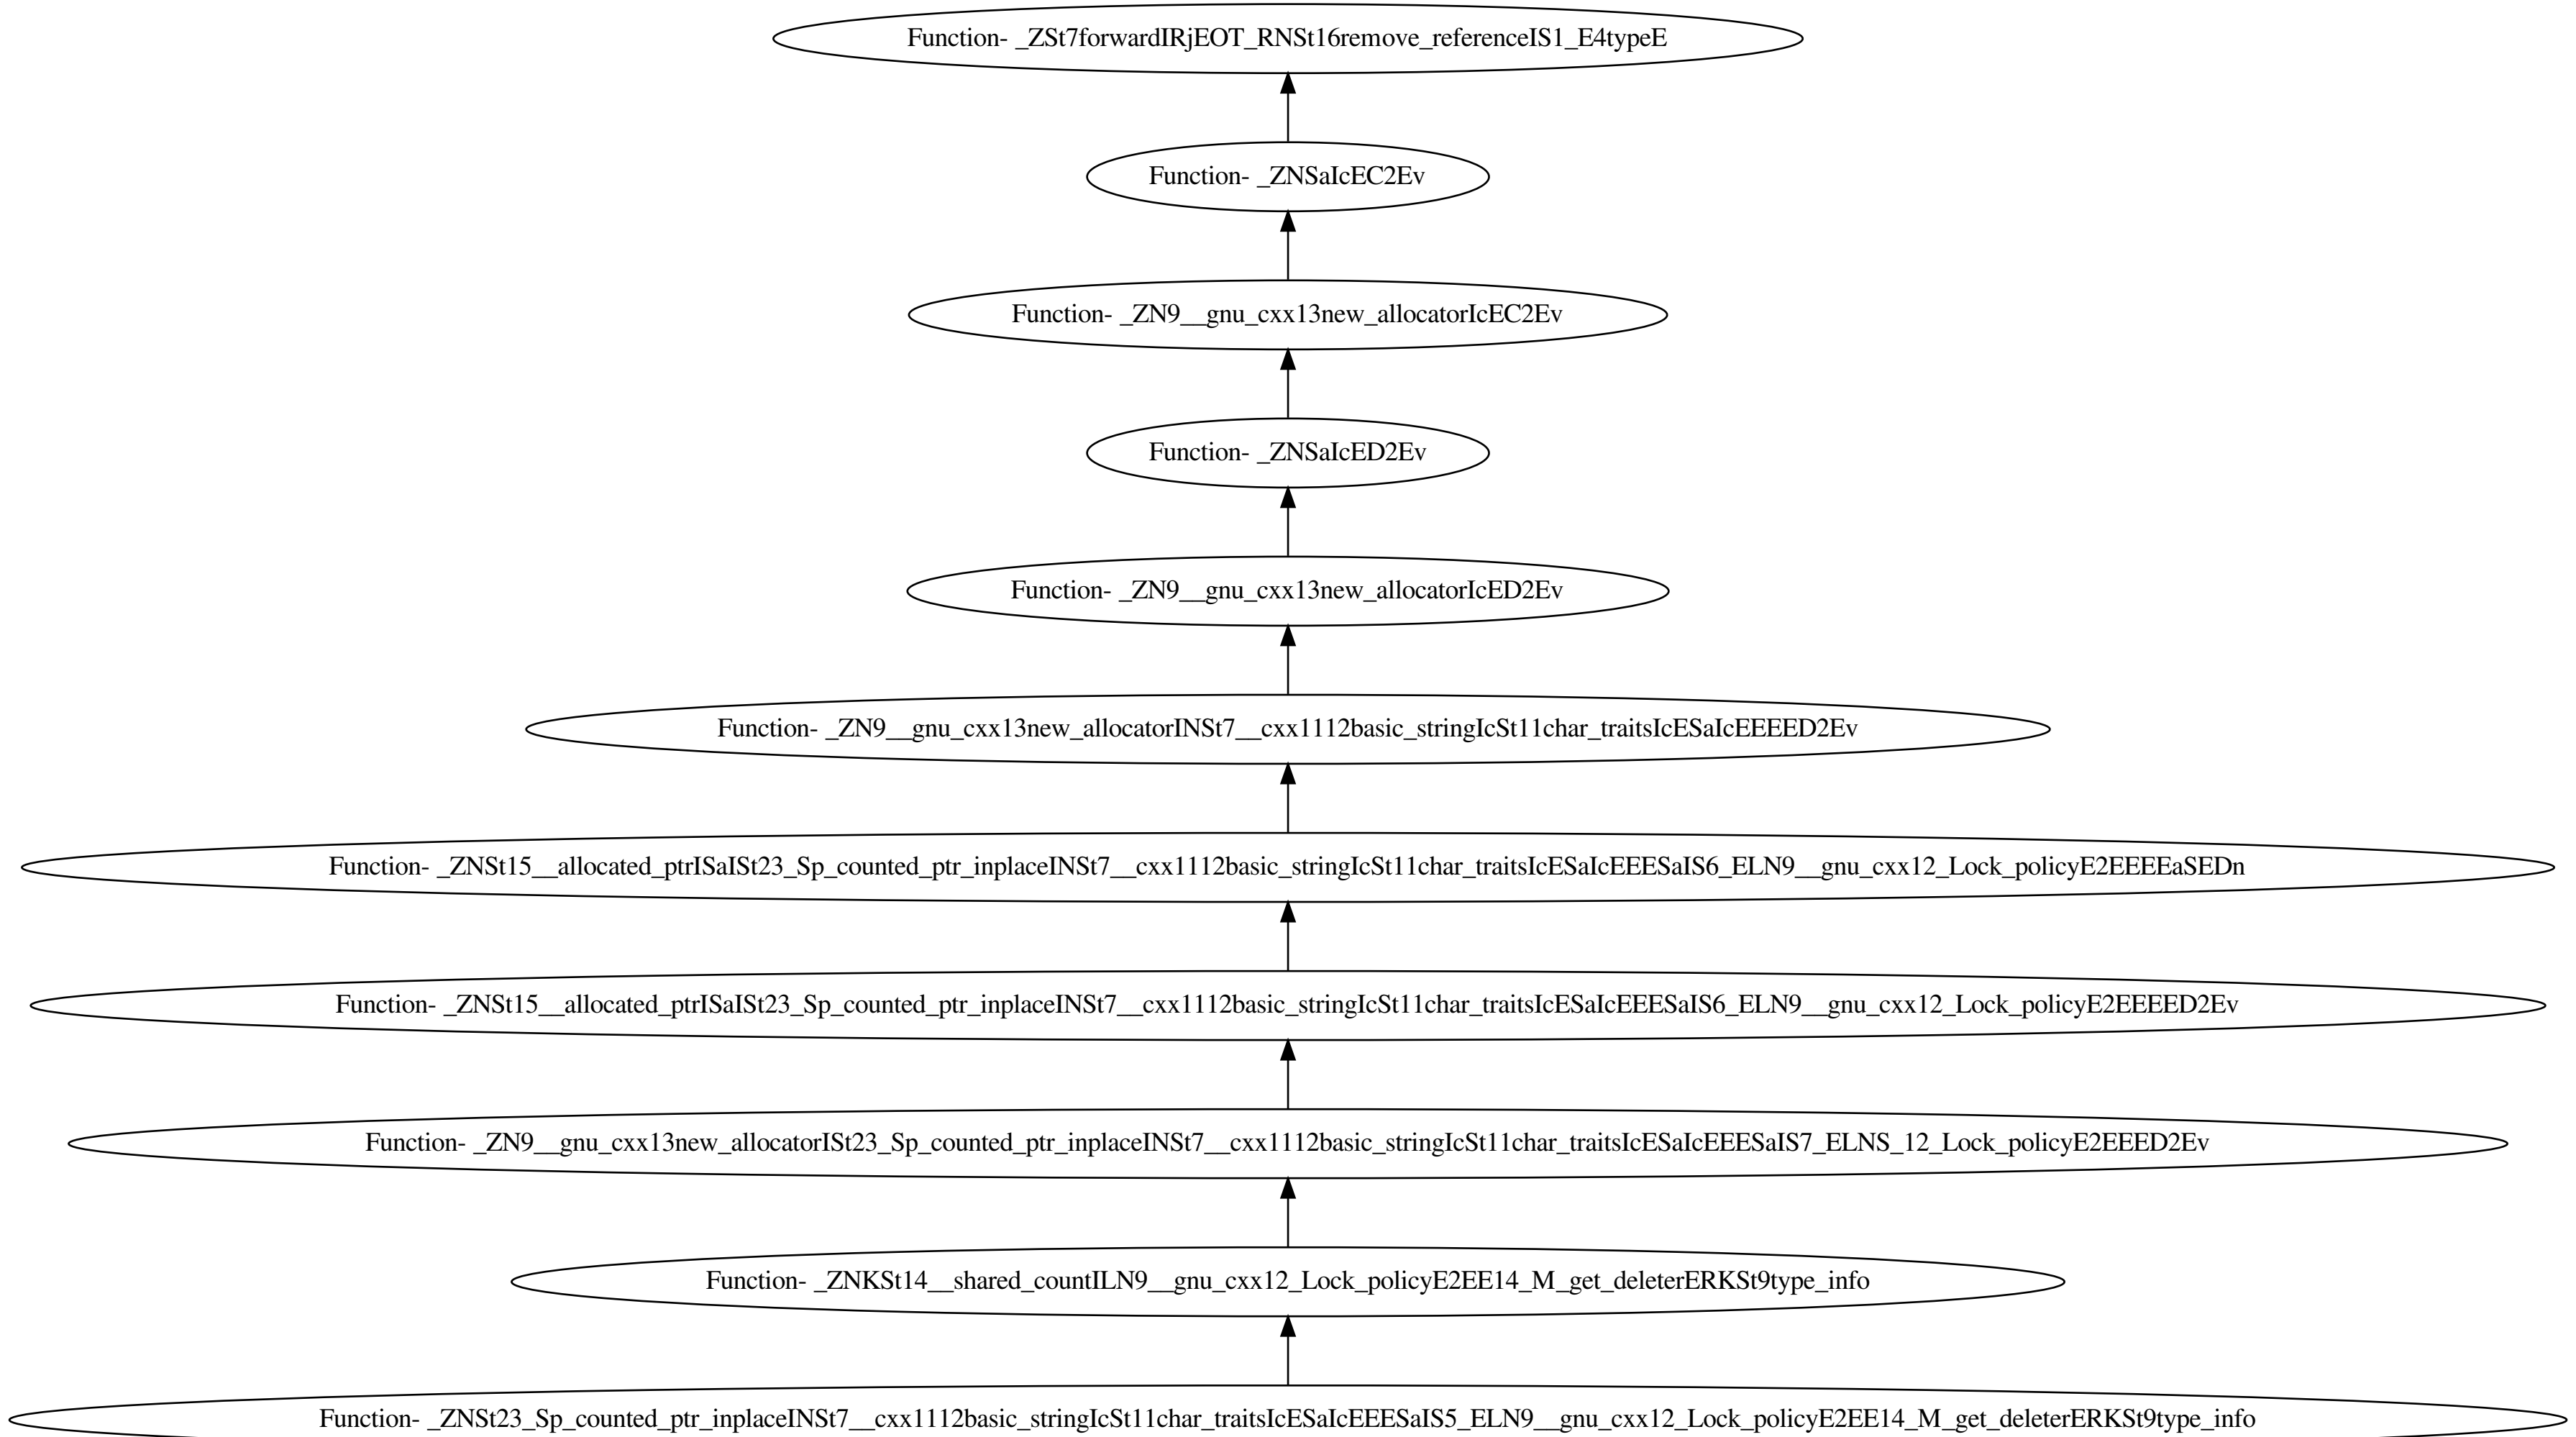 Function- _ZSt7forwardIRjEOT_RNSt16remove_referenceIS1_E4typeE
Function- _ZNSaIcEC2Ev
Function- _ZN9__gnu_cxx13new_allocatorIcEC2Ev
Function- _ZNSaIcED2Ev
Function- _ZN9__gnu_cxx13new_allocatorIcED2Ev
Function- _ZN9__gnu_cxx13new_allocatorINSt7__cxx1112basic_stringIcSt11char_traitsIcESaIcEEEED2Ev
Function- _ZNSt15__allocated_ptrISaISt23_Sp_counted_ptr_inplaceINSt7__cxx1112basic_stringIcSt11char_traitsIcESaIcEEESaIS6_ELN9__gnu_cxx12_Lock_policyE2EEEEaSEDn
Function- _ZNSt15__allocated_ptrISaISt23_Sp_counted_ptr_inplaceINSt7__cxx1112basic_stringIcSt11char_traitsIcESaIcEEESaIS6_ELN9__gnu_cxx12_Lock_policyE2EEEED2Ev
Function- _ZN9__gnu_cxx13new_allocatorISt23_Sp_counted_ptr_inplaceINSt7__cxx1112basic_stringIcSt11char_traitsIcESaIcEEESaIS7_ELNS_12_Lock_policyE2EEED2Ev
Function- _ZNKSt14__shared_countILN9__gnu_cxx12_Lock_policyE2EE14_M_get_deleterERKSt9type_info
Function- _ZNSt23_Sp_counted_ptr_inplaceINSt7__cxx1112basic_stringIcSt11char_traitsIcESaIcEEESaIS5_ELN9__gnu_cxx12_Lock_policyE2EE14_M_get_deleterERKSt9type_info